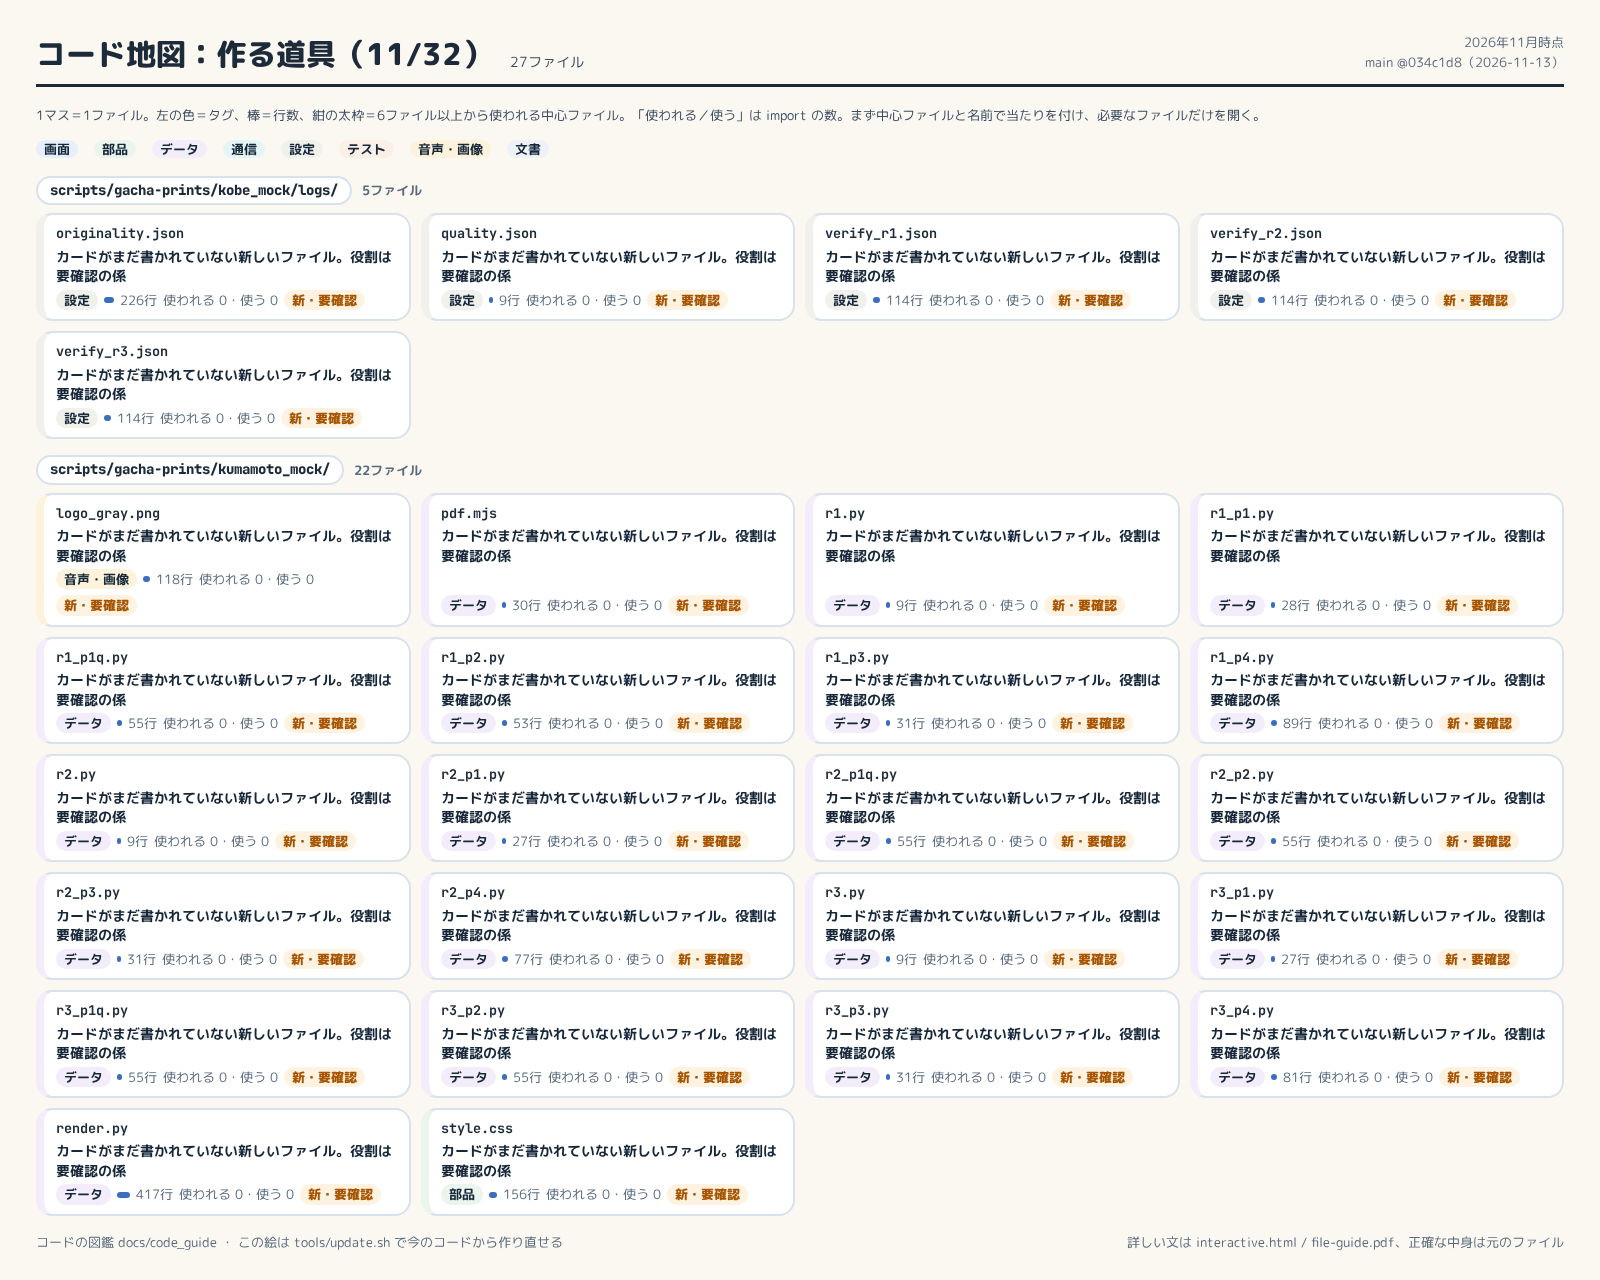 コード地図：作る道具（11/32） 27ファイル
2026年11月時点
main @034c1d8（2026-11-13）
1マス＝1ファイル。左の色＝タグ、棒＝行数、紺の太枠＝6ファイル以上から使われる中心ファイル。「使われる／使う」は import の数。まず中心ファイルと名前で当たりを付け、必要なファイルだけを開く。
画面 部品 データ 通信 設定 テスト 音声・画像 文書
scripts/gacha-prints/kobe_mock/logs/ 5ファイル
originality.json
カードがまだ書かれていない新しいファイル。役割は
要確認の係
設定 226行 使われる 0 · 使う 0 新・要確認
quality.json
カードがまだ書かれていない新しいファイル。役割は
要確認の係
設定 9行 使われる 0 · 使う 0 新・要確認
verify_r1.json
カードがまだ書かれていない新しいファイル。役割は
要確認の係
設定 114行 使われる 0 · 使う 0 新・要確認
verify_r2.json
カードがまだ書かれていない新しいファイル。役割は
要確認の係
設定 114行 使われる 0 · 使う 0 新・要確認
verify_r3.json
カードがまだ書かれていない新しいファイル。役割は
要確認の係
設定 114行 使われる 0 · 使う 0 新・要確認
scripts/gacha-prints/kumamoto_mock/ 22ファイル
logo_gray.png
カードがまだ書かれていない新しいファイル。役割は
要確認の係
音声・画像 118行 使われる 0 · 使う 0
新・要確認
pdf.mjs
カードがまだ書かれていない新しいファイル。役割は
要確認の係
データ 30行 使われる 0 · 使う 0 新・要確認
r1.py
カードがまだ書かれていない新しいファイル。役割は
要確認の係
データ 9行 使われる 0 · 使う 0 新・要確認
r1_p1.py
カードがまだ書かれていない新しいファイル。役割は
要確認の係
データ 28行 使われる 0 · 使う 0 新・要確認
r1_p1q.py
カードがまだ書かれていない新しいファイル。役割は
要確認の係
データ 55行 使われる 0 · 使う 0 新・要確認
r1_p2.py
カードがまだ書かれていない新しいファイル。役割は
要確認の係
データ 53行 使われる 0 · 使う 0 新・要確認
r1_p3.py
カードがまだ書かれていない新しいファイル。役割は
要確認の係
データ 31行 使われる 0 · 使う 0 新・要確認
r1_p4.py
カードがまだ書かれていない新しいファイル。役割は
要確認の係
データ 89行 使われる 0 · 使う 0 新・要確認
r2.py
カードがまだ書かれていない新しいファイル。役割は
要確認の係
データ 9行 使われる 0 · 使う 0 新・要確認
r2_p1.py
カードがまだ書かれていない新しいファイル。役割は
要確認の係
データ 27行 使われる 0 · 使う 0 新・要確認
r2_p1q.py
カードがまだ書かれていない新しいファイル。役割は
要確認の係
データ 55行 使われる 0 · 使う 0 新・要確認
r2_p2.py
カードがまだ書かれていない新しいファイル。役割は
要確認の係
データ 55行 使われる 0 · 使う 0 新・要確認
r2_p3.py
カードがまだ書かれていない新しいファイル。役割は
要確認の係
データ 31行 使われる 0 · 使う 0 新・要確認
r2_p4.py
カードがまだ書かれていない新しいファイル。役割は
要確認の係
データ 77行 使われる 0 · 使う 0 新・要確認
r3.py
カードがまだ書かれていない新しいファイル。役割は
要確認の係
データ 9行 使われる 0 · 使う 0 新・要確認
r3_p1.py
カードがまだ書かれていない新しいファイル。役割は
要確認の係
データ 27行 使われる 0 · 使う 0 新・要確認
r3_p1q.py
カードがまだ書かれていない新しいファイル。役割は
要確認の係
データ 55行 使われる 0 · 使う 0 新・要確認
r3_p2.py
カードがまだ書かれていない新しいファイル。役割は
要確認の係
データ 55行 使われる 0 · 使う 0 新・要確認
r3_p3.py
カードがまだ書かれていない新しいファイル。役割は
要確認の係
データ 31行 使われる 0 · 使う 0 新・要確認
r3_p4.py
カードがまだ書かれていない新しいファイル。役割は
要確認の係
データ 81行 使われる 0 · 使う 0 新・要確認
render.py
カードがまだ書かれていない新しいファイル。役割は
要確認の係
データ 417行 使われる 0 · 使う 0 新・要確認
style.css
カードがまだ書かれていない新しいファイル。役割は
要確認の係
部品 156行 使われる 0 · 使う 0 新・要確認
コードの図鑑 docs/code_guide · この絵は tools/update.sh で今のコードから作り直せる
詳しい文は interactive.html / file-guide.pdf、正確な中身は元のファイル